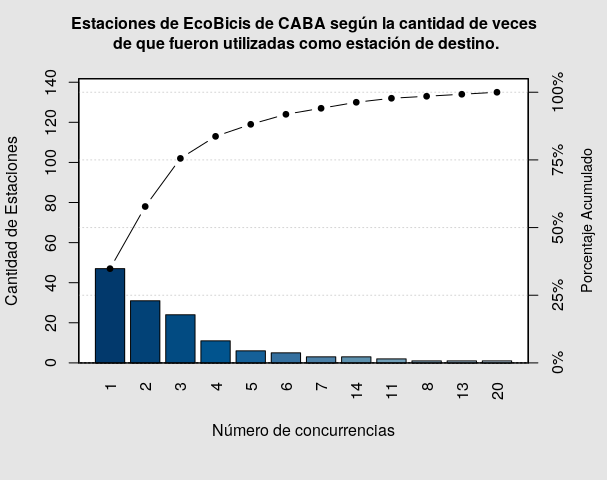 Estaciones de EcoBicis de CABA según la cantidad de veces
de que fueron utilizadas como estación de destino.
Cantidad de Estaciones
140
120
100
80
60
40
20
0
100%
75%
50%
25%
0%
Porcentaje Acumulado
1 2 3 4 5 6 7 14 11 8 13 20
Número de concurrencias